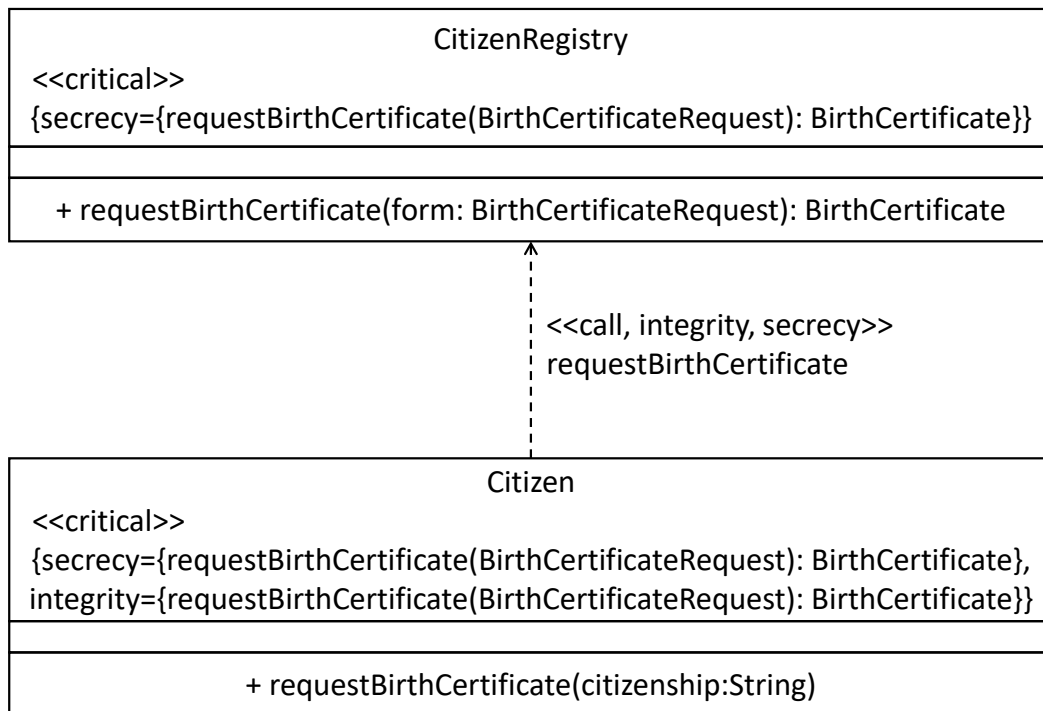 CitizenRegistry
<<critical>>
{secrecy={requestBirthCertificate(BirthCertificateRequest): BirthCertificate}}
+ requestBirthCertificate(form: BirthCertificateRequest): BirthCertificate
<<call, integrity, secrecy>>
requestBirthCertificate
Citizen
<<critical>>
{secrecy={requestBirthCertificate(BirthCertificateRequest): BirthCertificate},
integrity={requestBirthCertificate(BirthCertificateRequest): BirthCertificate}}
+ requestBirthCertificate(citizenship:String)